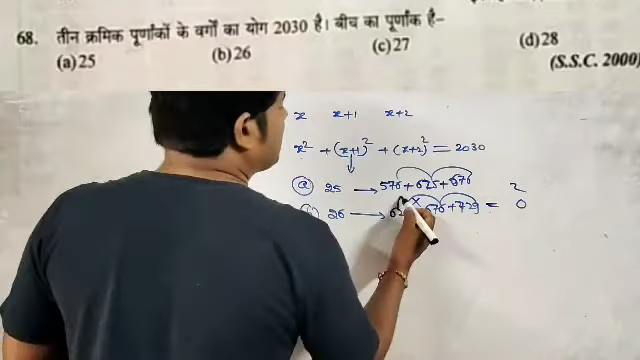 68. तीन क्रमिक पूर्णांकों के वर्गों का योग 2030 है। बीच का पूर्णांक है–
(a) 25 (b) 26 (c) 27 (d) 28
(S.S.C. 2000)
x x+1 x+2
x² + (x+1)² + (x+2)² = 2030
(a) 25 → 576 + 625 + 676 2
26 → 676 + 729 = 0